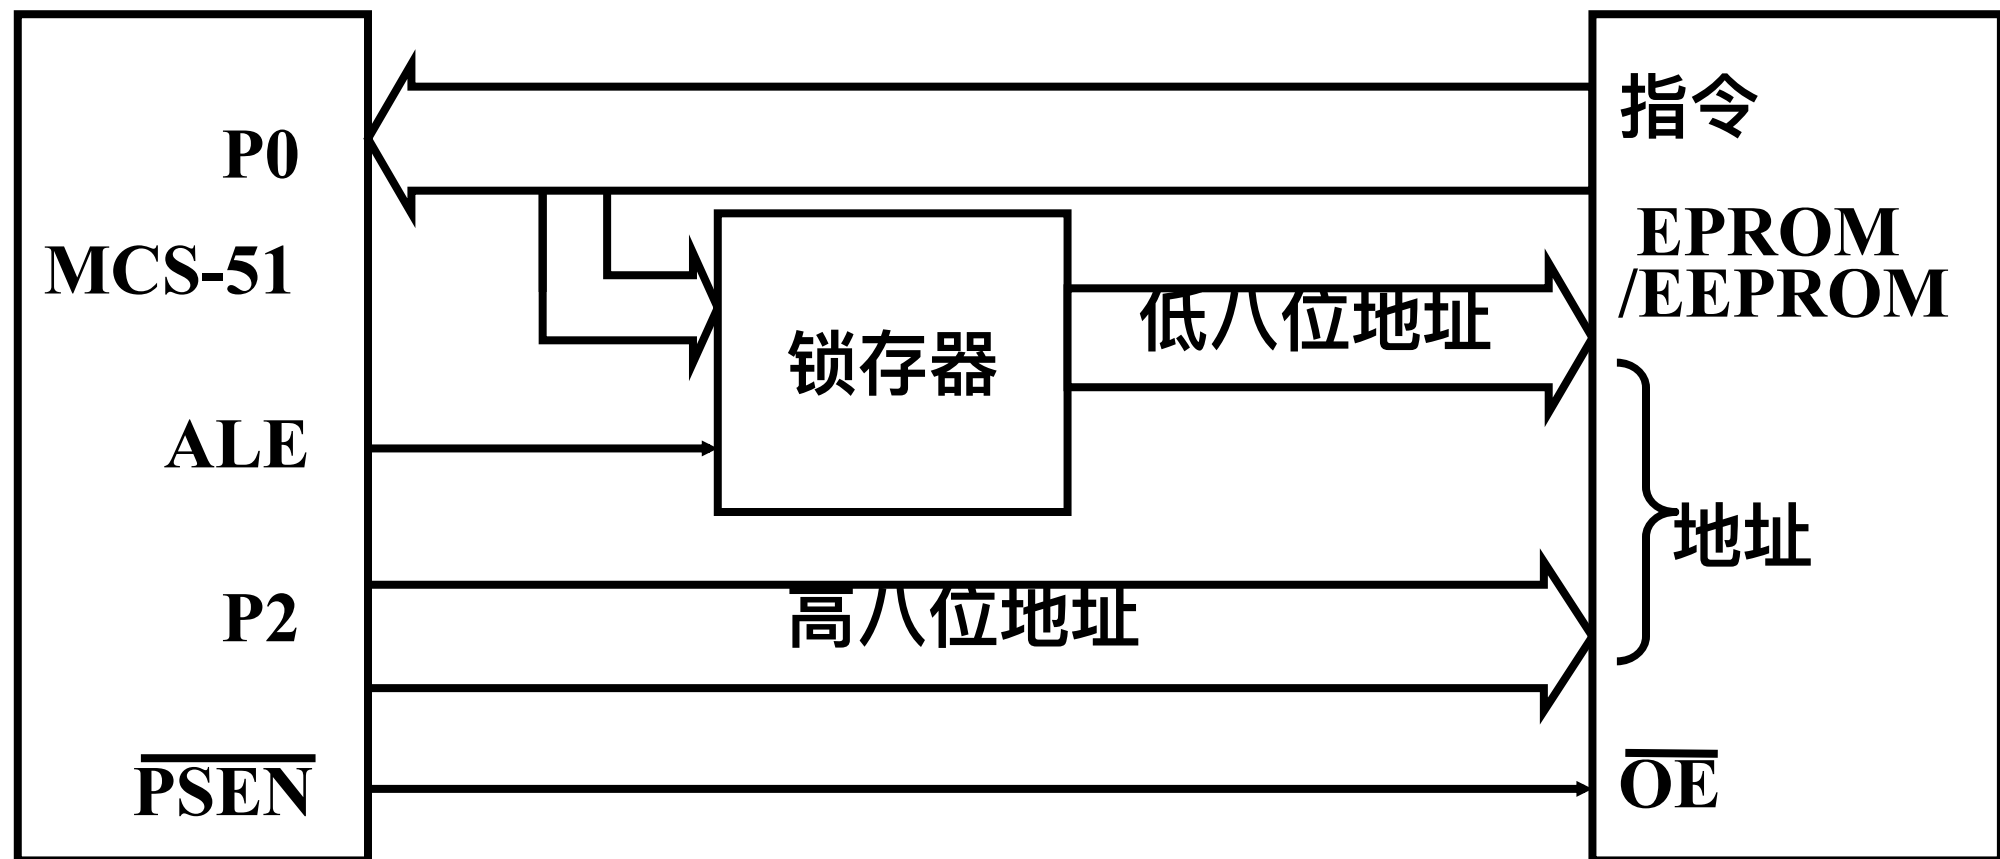 指令
P0
EPROM
/EEPROM
MCS-51
低八位地址
锁存器
ALE
地址
P2
高八位地址
PSEN
OE